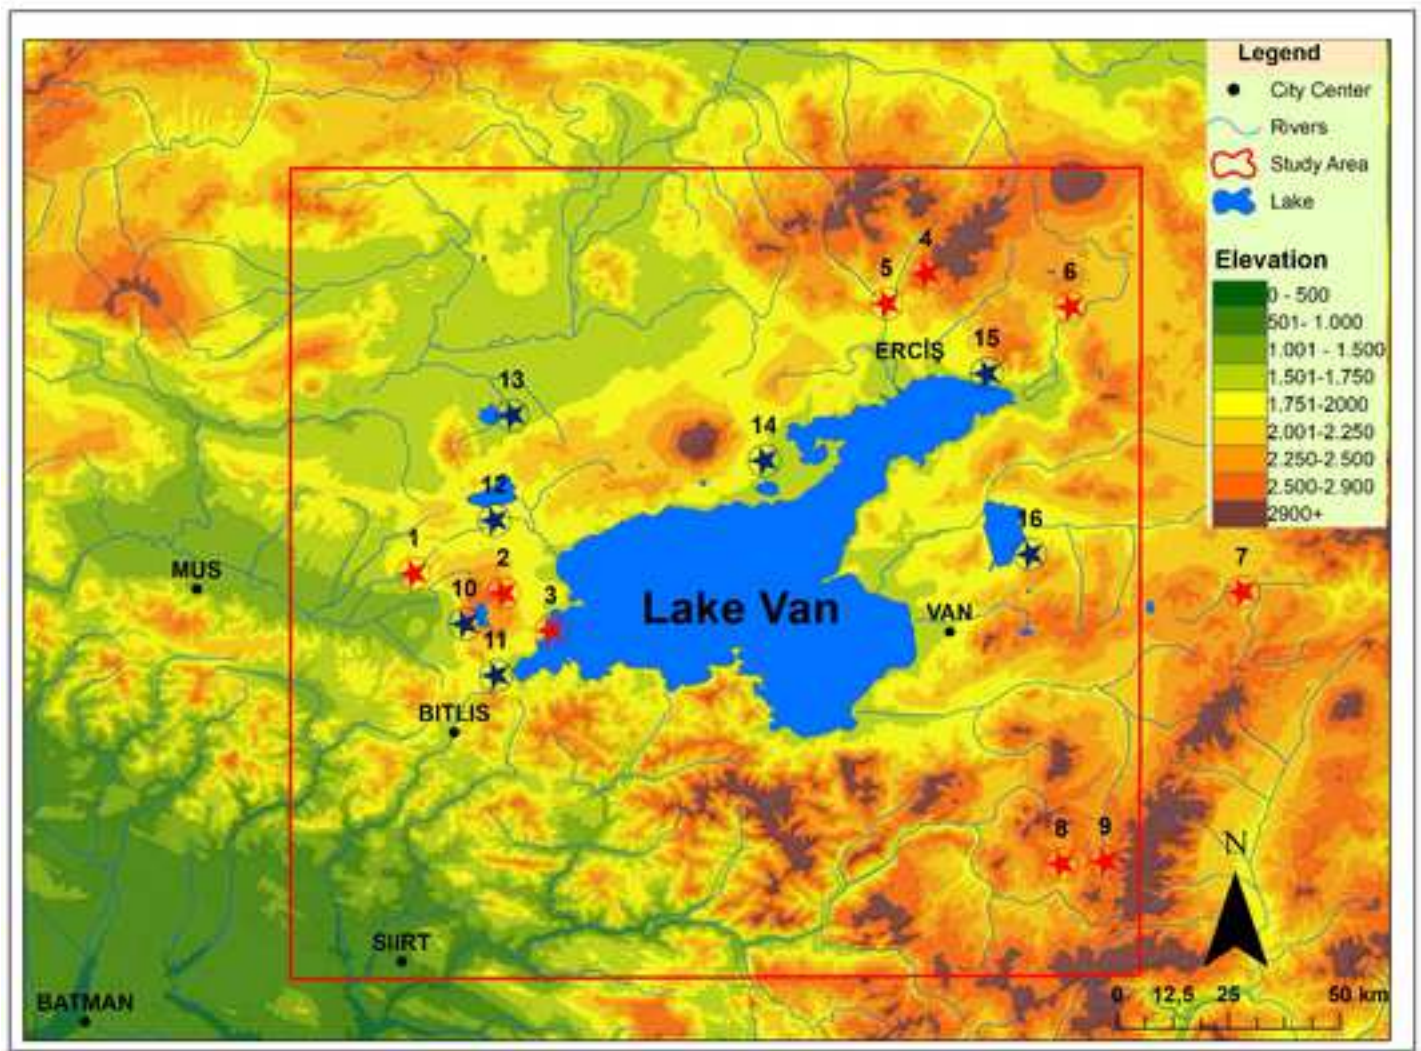 Legend
City Center
Rivers
Study Area
Lake
Elevation
0 - 500
501- 1.000
1.001 - 1.500
1.501-1.750
1.751-2000
2.001-2.250
2.250-2.500
2.500-2.900
2900+
4
5
6
ERCİŞ
15
13
14
12
16
1
2
7
MUS
10
3
Lake Van
VAN
11
BITLIS
8
9
N
SIIRT
BATMAN
0 12,5 25 50 km